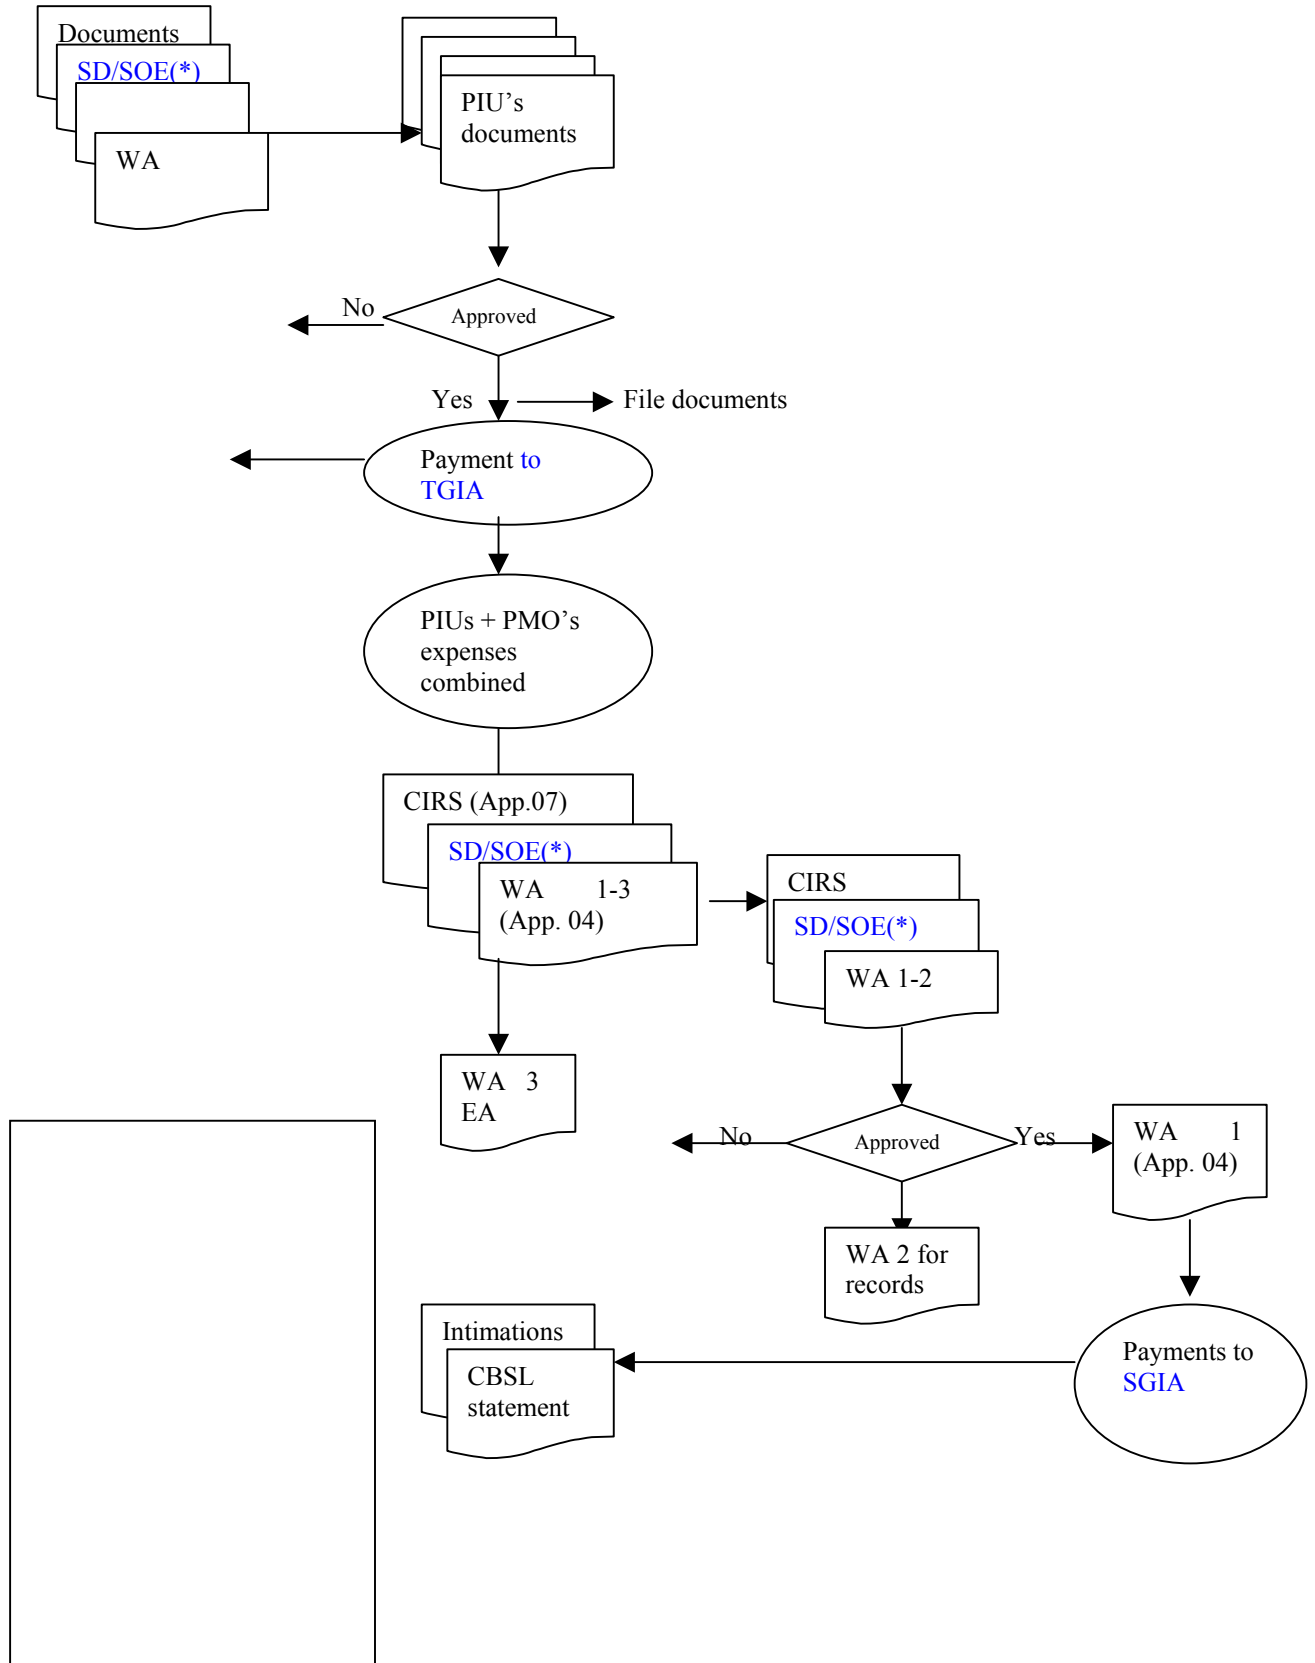 Documents
SD/SOE(*)
WA
PIU’s
documents
No
Approved
Yes
File documents
Payment to
TGIA
PIUs + PMO’s
expenses
combined
CIRS (App.07)
SD/SOE(*)
WA 1-3
(App. 04)
CIRS
SD/SOE(*)
WA 1-2
WA 3
EA
No
Approved
Yes
WA 1
(App. 04)
WA 2 for
records
Intimations
CBSL
statement
Payments to
SGIA